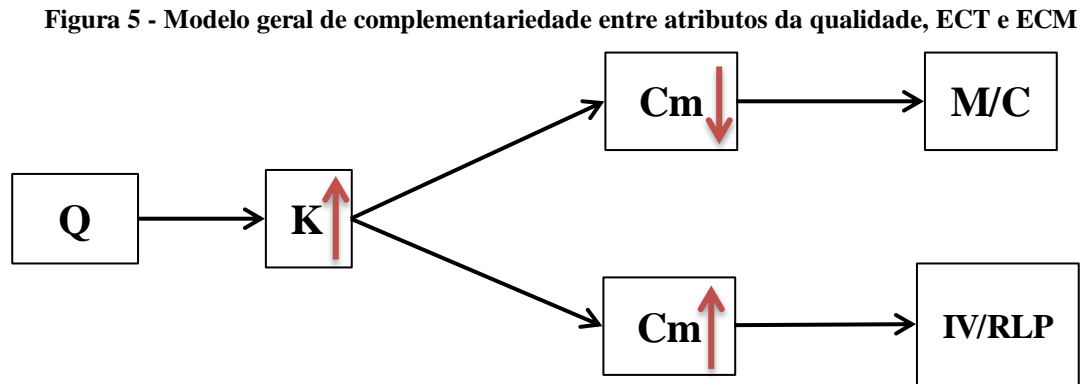 Figura 5 - Modelo geral de complementariedade entre atributos da qualidade, ECT e ECM
Cm
M/C
Q
K
Cm
IV/RLP